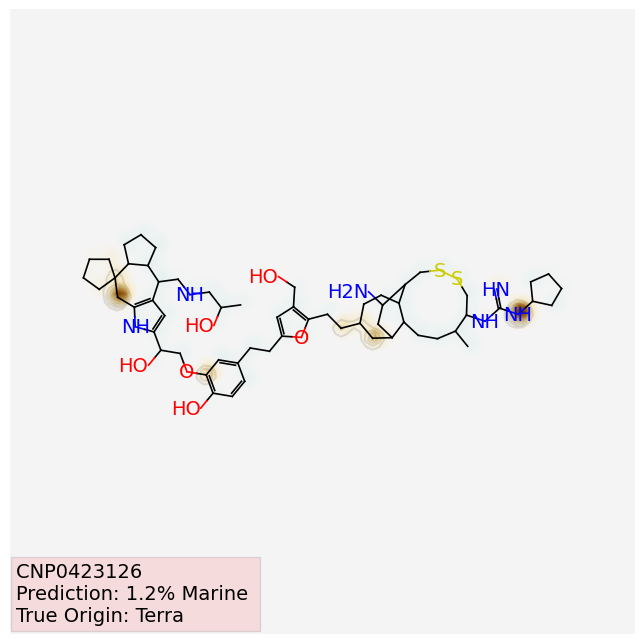 S
S
HO
H2N
HN
NH
NH
O
NH
HO
NH
HO
O
HO
CNP0423126
Prediction: 1.2% Marine
True Origin: Terra